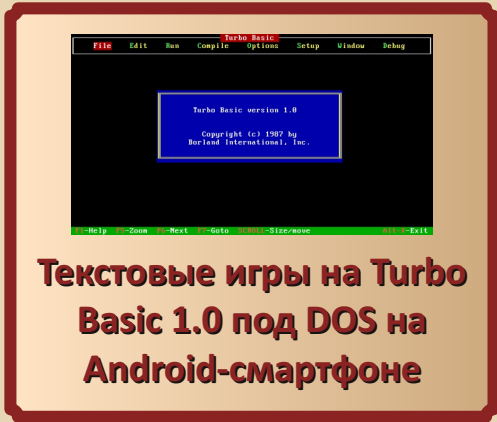 Turbo Basic
File Edit Run Compile Options Setup Window Debug
Turbo Basic version 1.0
Copyright (c) 1987 by
Borland International, Inc.
F1-Help F5-Zoom F6-Next F7-Goto SCROLL-Size/move Alt-X-Exit
Текстовые игры на Turbo
Basic 1.0 под DOS на
Android-смартфоне